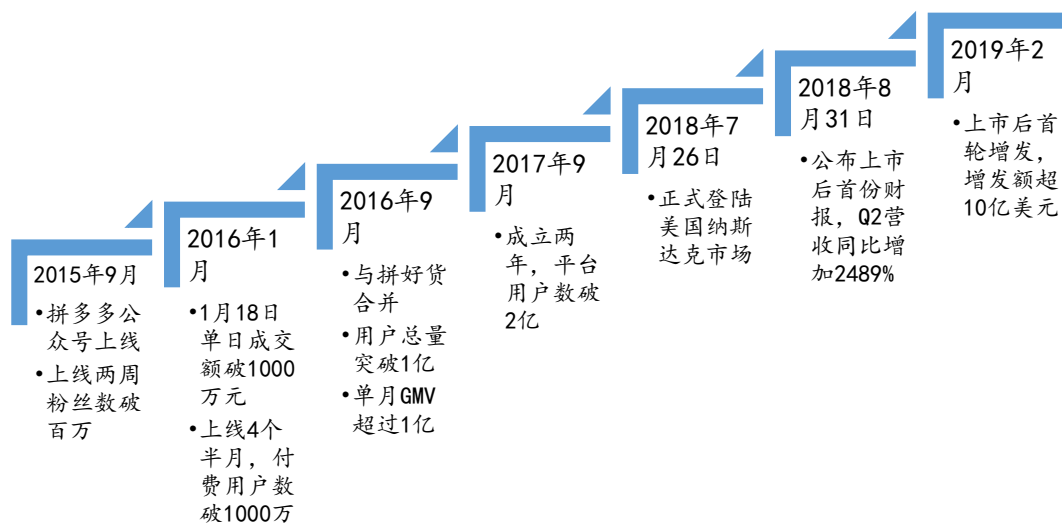 2015年9月
•拼多多公
众号上线
•上线两周
粉丝数破
百万
2016年1
月
•1月18日
单日成交
额破1000
万元
•上线4个
半月，付
费用户数
破1000万
2016年9
月
•与拼好货
合并
•用户总量
突破1亿
•单月GMV
超过1亿
2017年9
月
•成立两
年，平台
用户数破
2亿
2018年7
月26日
•正式登陆
美国纳斯
达克市场
2018年8
月31日
•公布上市
后首份财
报，Q2营
收同比增
加2489%
2019年2
月
•上市后首
轮增发，
增发额超
10亿美元